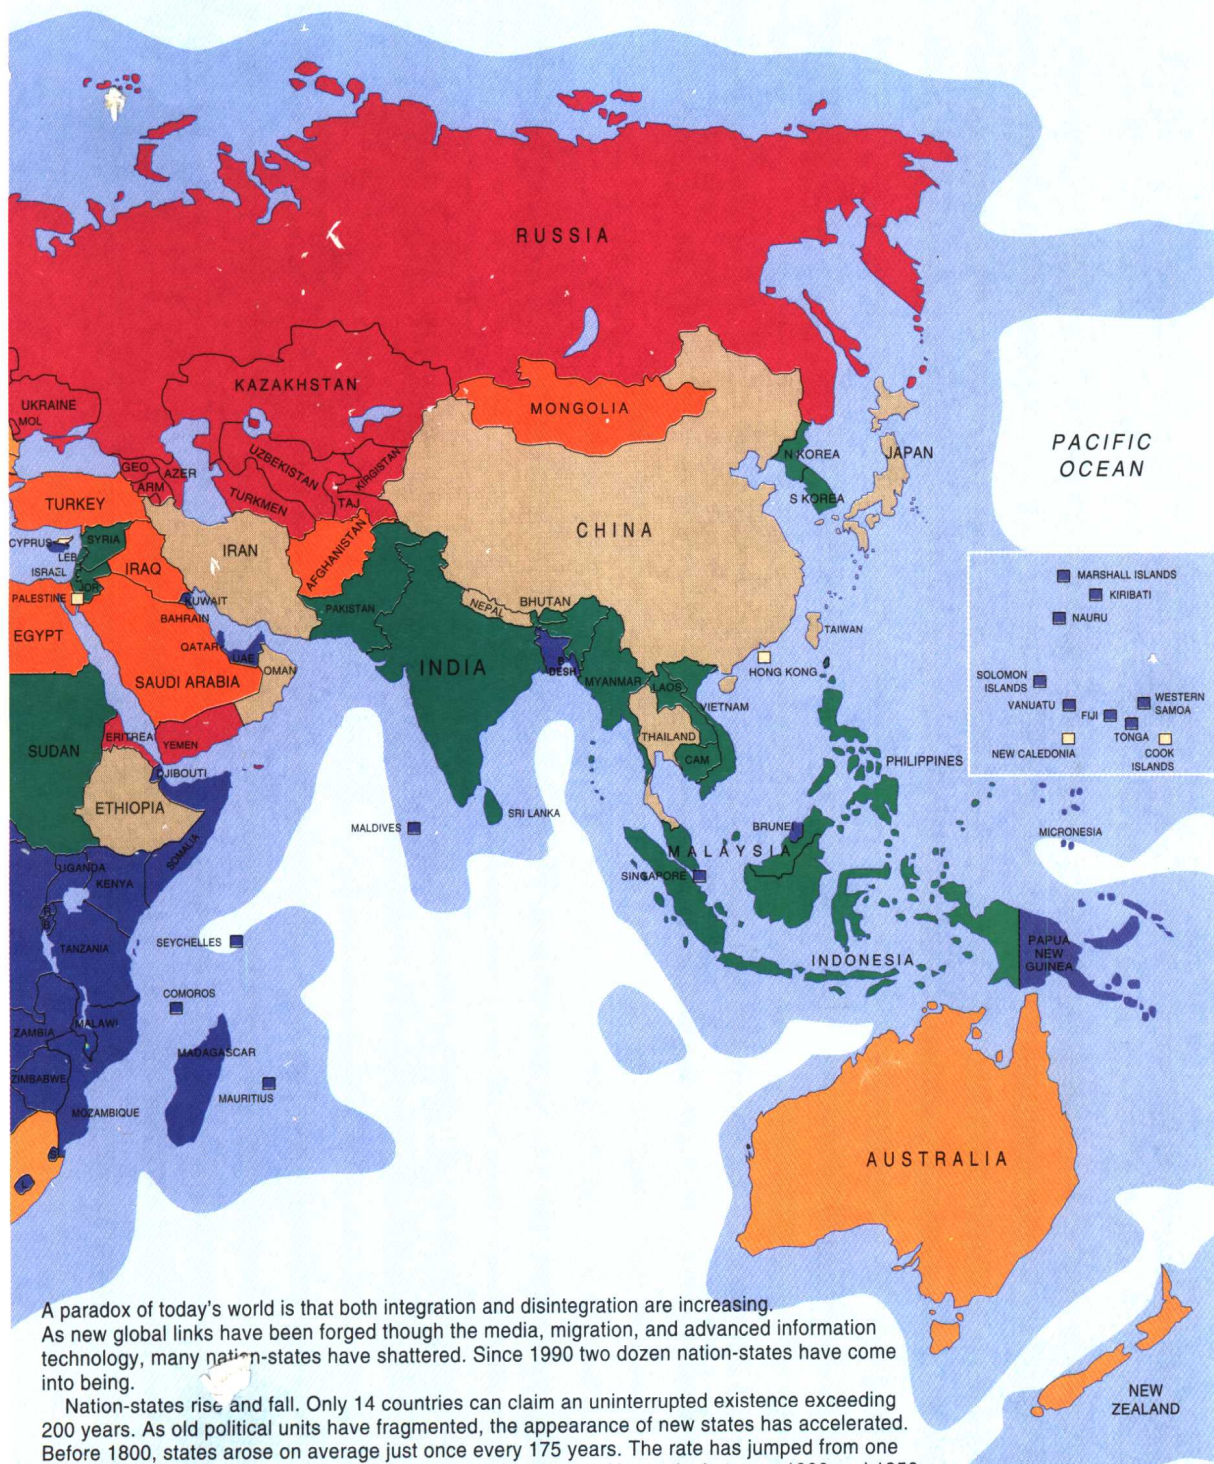 RUSSIA
KAZAKHSTAN
UKRAINE
MOL
MONGOLIA
PACIFIC
OCEAN
UZBEKISTAN
KIRGISTAN
N KOREA
JAPAN
GEO
AZER
ARM
TURKMEN
TAJ
S KOREA
TURKEY
CHINA
CYPRUS
SYRIA
LEB
IRAN
AFGHANISTAN
ISRAEL
IRAQ
JOR
PALESTINE
KUWAIT
PAKISTAN
NEPAL
BHUTAN
BAHRAIN
TAIWAN
EGYPT
QATAR
UAE
OMAN
INDIA
B
DESH
HONG KONG
SAUDI ARABIA
MYANMAR
LAOS
VIETNAM
MARSHALL ISLANDS
KIRIBATI
NAURU
SOLOMON
ISLANDS
VANUATU
FIJI
WESTERN
SAMOA
TONGA
NEW CALEDONIA
COOK
ISLANDS
ERITREA
YEMEN
THAILAND
SUDAN
CAM
PHILIPPINES
DJIBOUTI
ETHIOPIA
SRI LANKA
MALDIVES
BRUNEI
MICRONESIA
SOMALIA
MALAYSIA
UGANDA
KENYA
SINGAPORE
R
B
TANZANIA
SEYCHELLES
PAPUA
NEW
GUINEA
INDONESIA
COMOROS
ZAMBIA
MALAWI
MADAGASCAR
ZIMBABWE
MAURITIUS
MOZAMBIQUE
S
L
AUSTRALIA
NEW
ZEALAND
A paradox of today's world is that both integration and disintegration are increasing.
As new global links have been forged though the media, migration, and advanced information
technology, many nation-states have shattered. Since 1990 two dozen nation-states have come
into being.
Nation-states rise and fall. Only 14 countries can claim an uninterrupted existence exceeding
200 years. As old political units have fragmented, the appearance of new states has accelerated.
Before 1800, states arose on average just once every 175 years. The rate has jumped from one